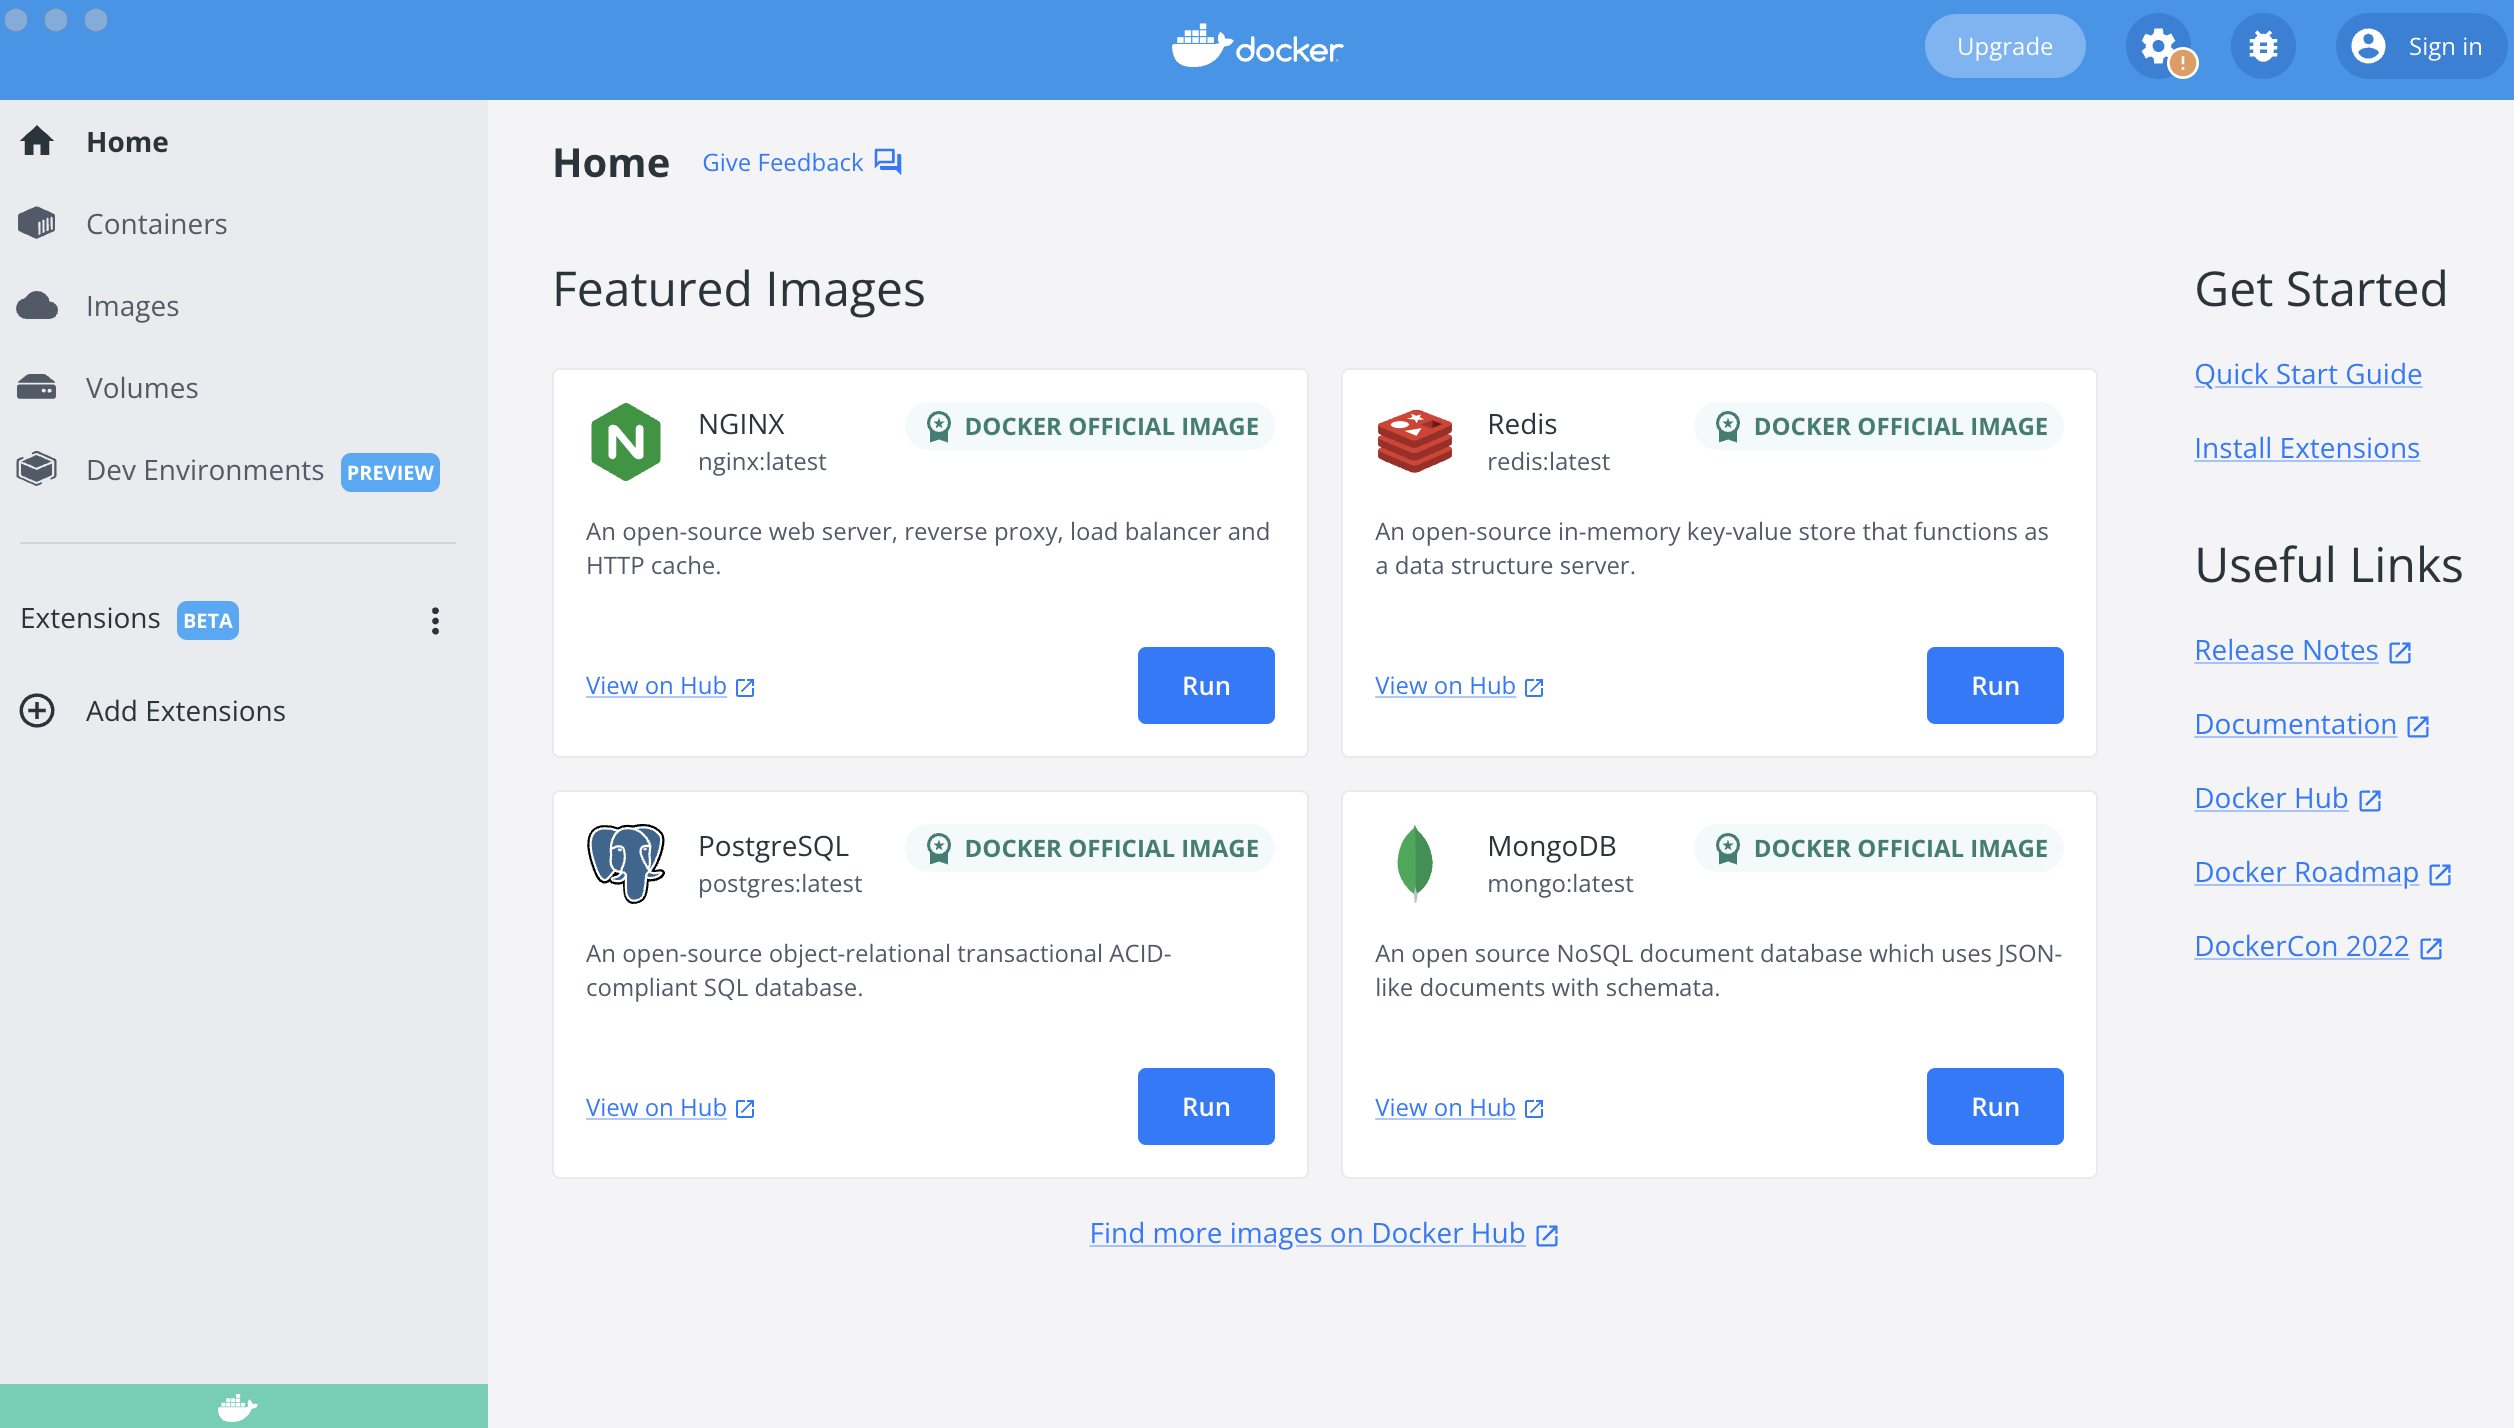 docker
Upgrade
Sign in
Home
Containers
Images
Volumes
Dev Environments PREVIEW
Extensions BETA
Add Extensions
Home Give Feedback
Featured Images
NGINX
DOCKER OFFICIAL IMAGE
nginx:latest
An open-source web server, reverse proxy, load balancer and
HTTP cache.
View on Hub
Run
Redis
DOCKER OFFICIAL IMAGE
redis:latest
An open-source in-memory key-value store that functions as
a data structure server.
View on Hub
Run
PostgreSQL
DOCKER OFFICIAL IMAGE
postgres:latest
An open-source object-relational transactional ACID-
compliant SQL database.
View on Hub
Run
MongoDB
DOCKER OFFICIAL IMAGE
mongo:latest
An open source NoSQL document database which uses JSON-
like documents with schemata.
View on Hub
Run
Find more images on Docker Hub
Get Started
Quick Start Guide
Install Extensions
Useful Links
Release Notes
Documentation
Docker Hub
Docker Roadmap
DockerCon 2022